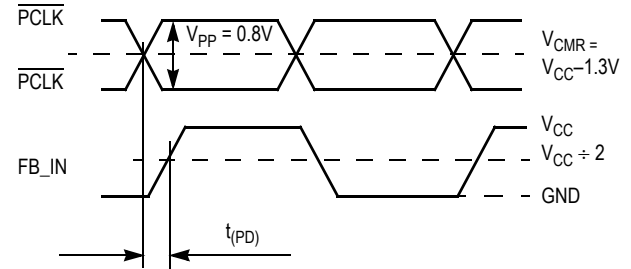 PCLK
V_PP = 0.8V
V_CMR =
V_CC–1.3V
PCLK
V_CC
FB_IN
V_CC ÷ 2
GND
t_(PD)